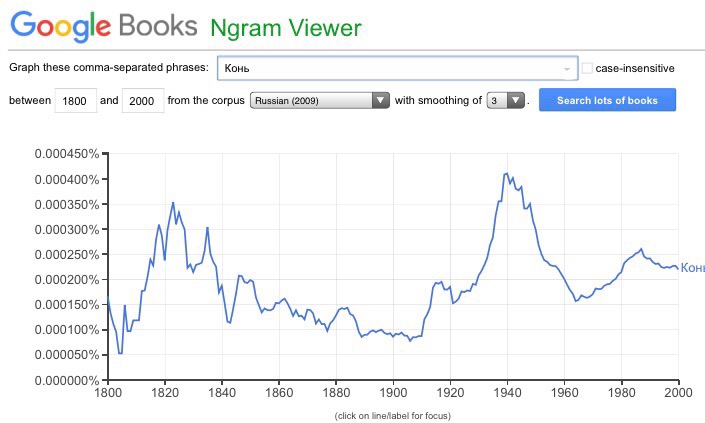 Google Books Ngram Viewer
Graph these comma-separated phrases: Конь case-insensitive
between 1800 and 2000 from the corpus Russian (2009) with smoothing of 3 . Search lots of books
0.000450%
0.000400%
0.000350%
0.000300%
0.000250%
0.000200%
0.000150%
0.000100%
0.000050%
0.000000%
Конь
1800 1820 1840 1860 1880 1900 1920 1940 1960 1980 2000
(click on line/label for focus)